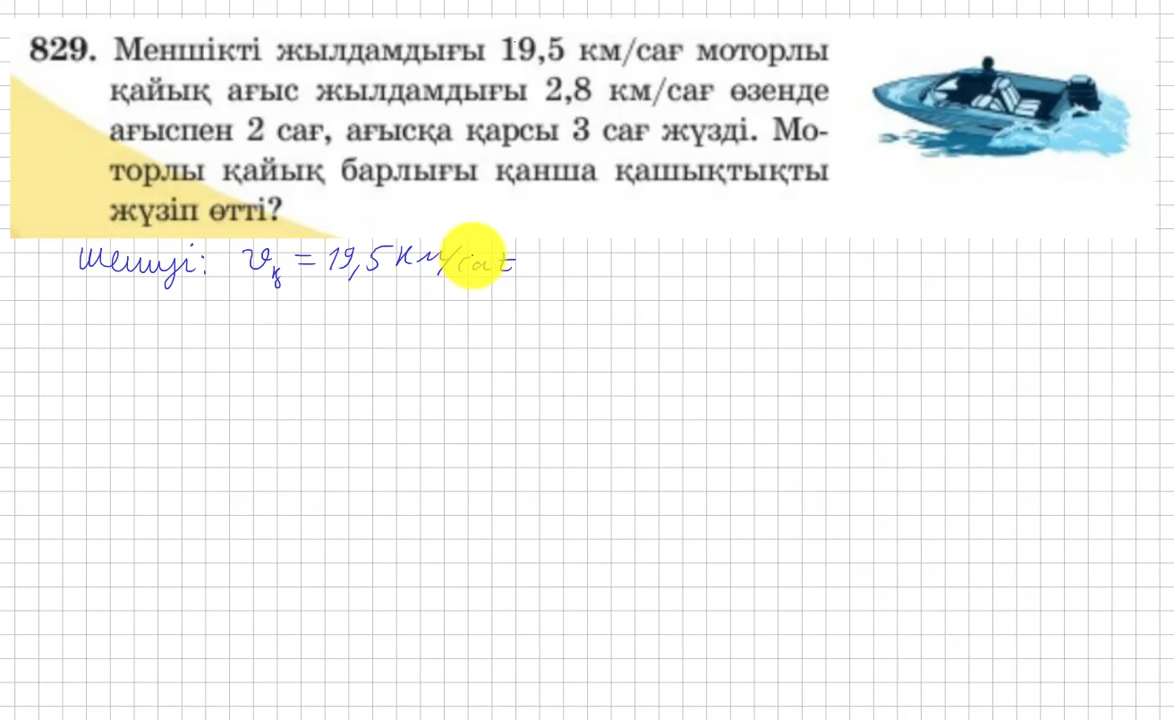 829. Меншікті жылдамдығы 19,5 км/сағ моторлы
қайық ағыс жылдамдығы 2,8 км/сағ өзенде
ағыспен 2 сағ, ағысқа қарсы 3 сағ жүзді. Мо-
торлы қайық барлығы қанша қашықтықты
жүзіп өтті?
Шешуі: υқ = 19,5 км/сағ